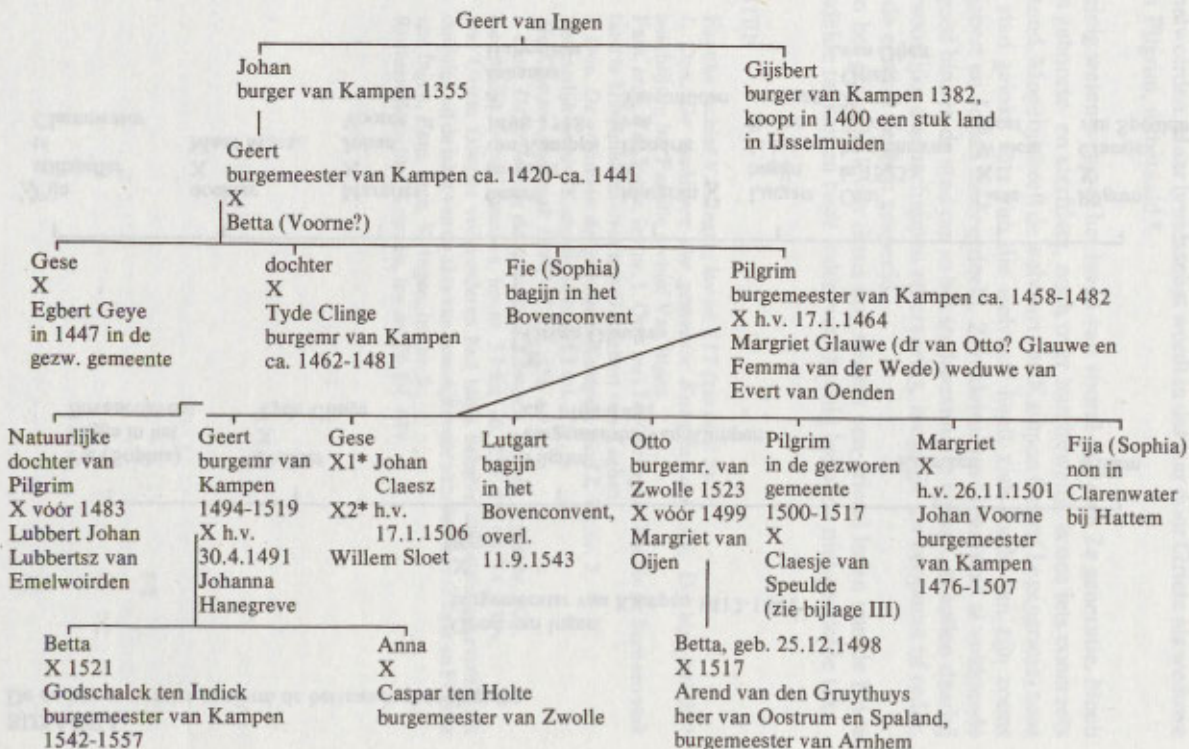 Geert van Ingen
Johan
burger van Kampen 1355
Gijsbert
burger van Kampen 1382,
koopt in 1400 een stuk land
in IJsselmuiden
Geert
burgemeester van Kampen ca. 1420-ca. 1441
X
Betta (Voorne?)
Gese
X
Egbert Geye
in 1447 in de
gezw. gemeente
dochter
X
Tyde Clinge
burgemr van Kampen
ca. 1462-1481
Fie (Sophia)
bagijn in het
Bovenconvent
Pilgrim
burgemeester van Kampen ca. 1458-1482
X h.v. 17.1.1464
Margriet Glauwe (dr van Otto? Glauwe en
Femma van der Wede) weduwe van
Evert van Oenden
Natuurlijke
dochter van
Pilgrim
X vóór 1483
Lubbert Johan
Lubbertsz van
Emelwoirden
Geert
burgemr van
Kampen
1494-1519
X h.v.
30.4.1491
Johanna
Hanegreve
Gese
X1* Johan
Claesz
X2* h.v.
17.1.1506
Willem Sloet
Lutgart
bagijn
in het
Bovenconvent,
overl.
11.9.1543
Otto
burgemr. van
Zwolle 1523
X vóór 1499
Margriet van
Oijen
Pilgrim
in de gezworen
gemeente
1500-1517
X
Claesje van
Speulde
(zie bijlage III)
Margriet
X
h.v. 26.11.1501
Johan Voorne
burgemeester
van Kampen
1476-1507
Fija (Sophia)
non in
Clarenwater
bij Hattem
Betta
X 1521
Godschalck ten Indick
burgemeester van Kampen
1542-1557
Anna
X
Caspar ten Holte
burgemeester van Zwolle
Betta, geb. 25.12.1498
X 1517
Arend van den Gruythuys
heer van Oostrum en Spaland,
burgemeester van Arnhem